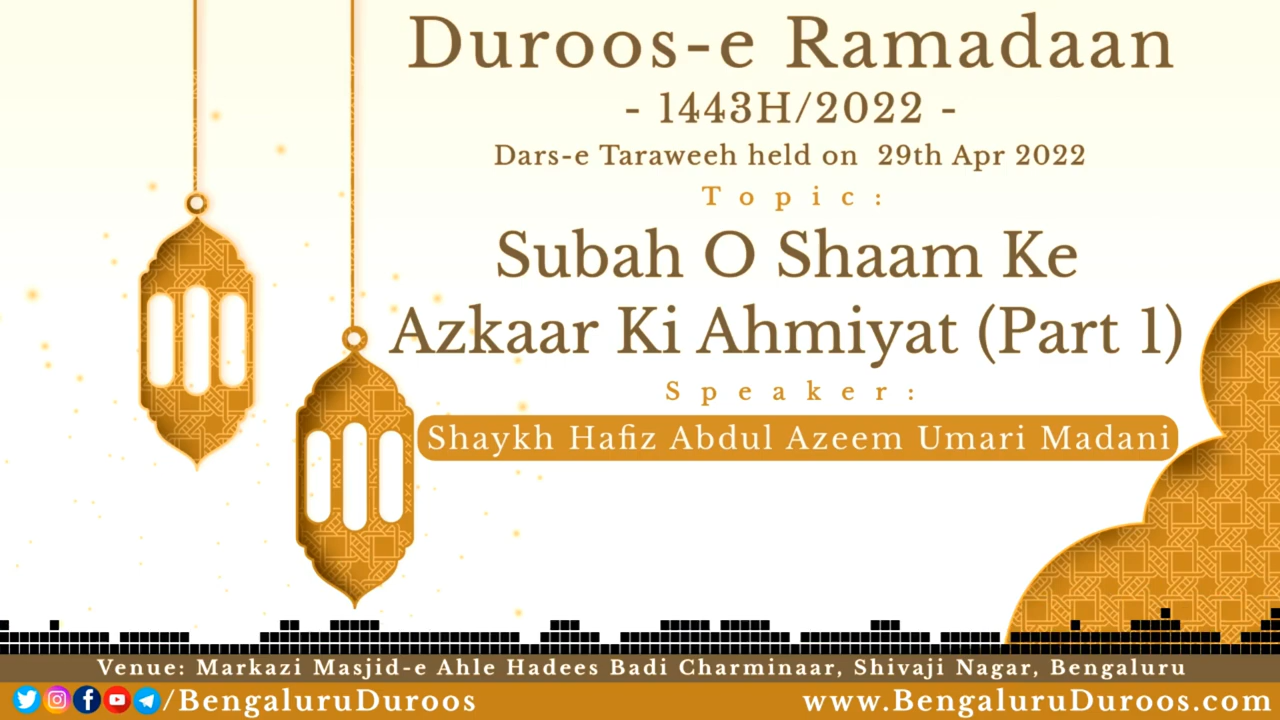 Duroos-e Ramadaan
- 1443H/2022 -
Dars-e Taraweeh held on 29th Apr 2022
Topic:
Subah O Shaam Ke
Azkaar Ki Ahmiyat (Part 1)
Speaker:
Shaykh Hafiz Abdul Azeem Umari Madani
Venue: Markazi Masjid-e Ahle Hadees Badi Charminaar, Shivaji Nagar, Bengaluru
/BengaluruDuroos
www.BengaluruDuroos.com